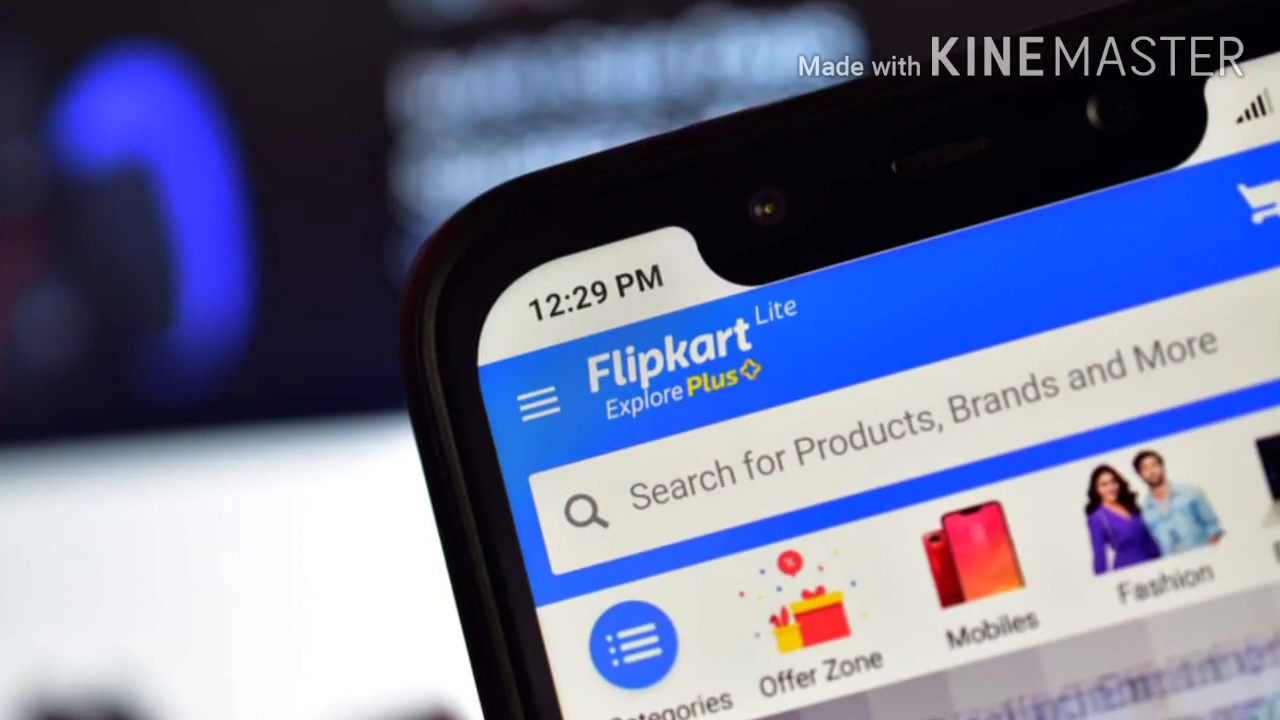 Made with KINEMASTER
12:29 PM
Flipkart Lite
Explore Plus
Search for Products, Brands and More
Offer Zone
Mobiles
Fashion